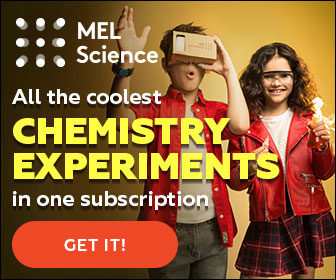 MEL
Science
All the coolest
CHEMISTRY
EXPERIMENTS
in one subscription
GET IT!